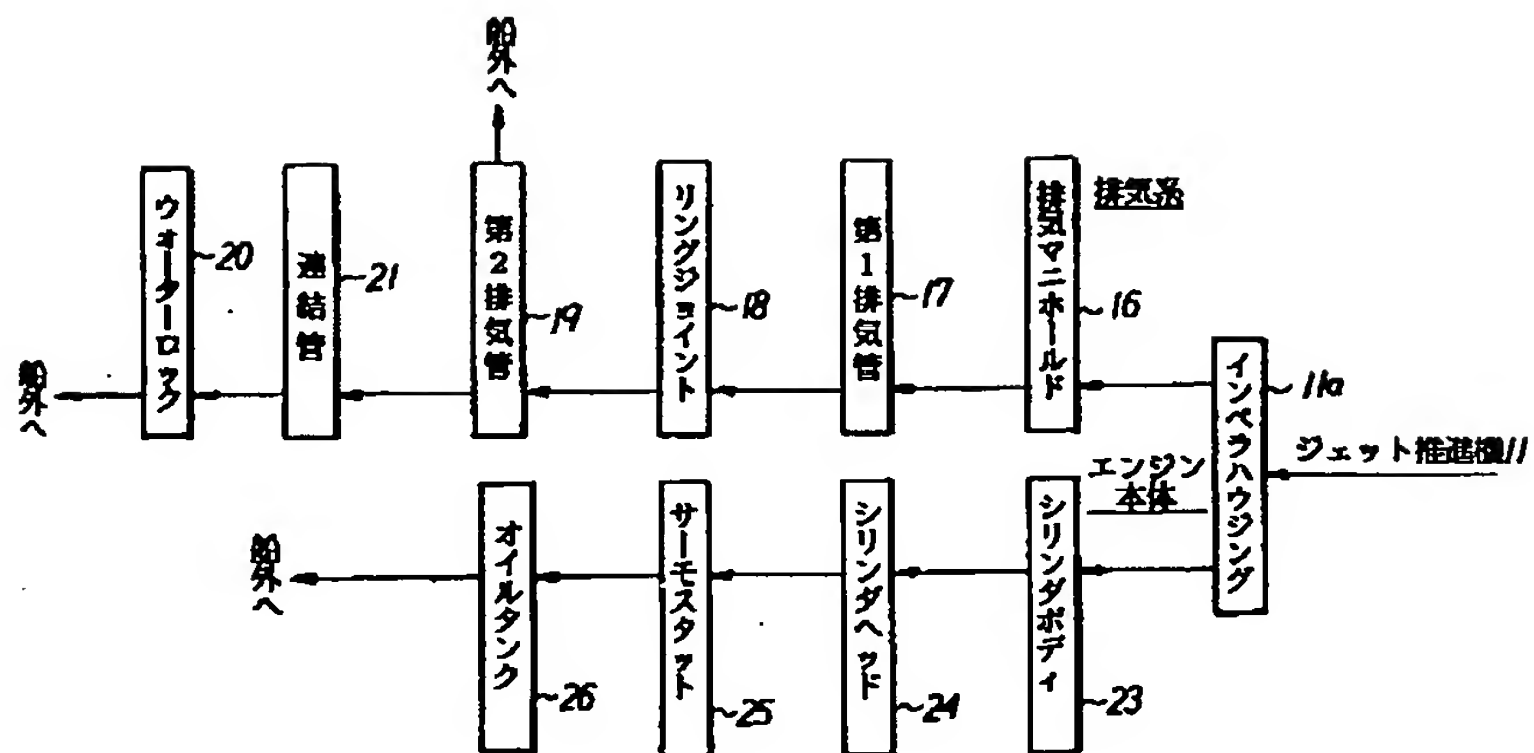 船外へ
ウォーターロック
20
連結管
21
第2排気管
19
リングジョイント
18
第1排気管
17
排気マニホールド
16
排気系
インペラハウジング
11a
ジェット推進機11
船外へ
エンジン
本体
シリンダボディ
23
シリンダヘッド
24
サーモスタット
25
オイルタンク
26
船外へ